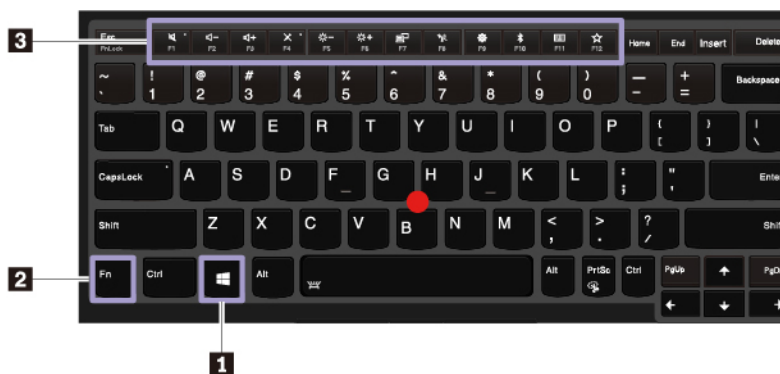 3
Esc F1 F2 F3 F4 F5 F6 F7 F8 F9 F10 F11 F12 Home End Insert Delete
FnLock
~ ! @ # $ % ^ & * ( ) — +
` 1 2 3 4 5 6 7 8 9 0 - = Backspace
Tab Q W E R T Y U I O P { } |
[ ] \
CapsLock A S D F G H J K L : " Enter
; '
Shift Z X C V B N M < > ? Shift
, . /
2
Fn Ctrl Alt Alt PrtSc Ctrl PgUp
1